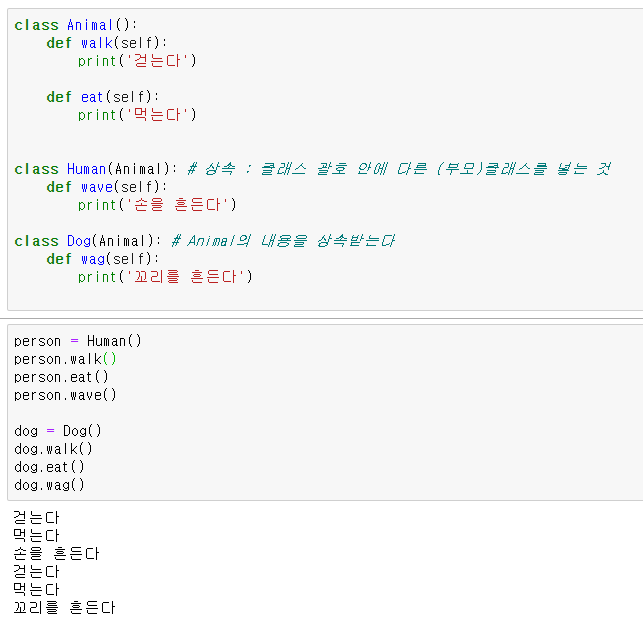 class Animal():
    def walk(self):
        print('걷는다')
    def eat(self):
        print('먹는다')
class Human(Animal): # 상속 : 클래스 괄호 안에 다른 (부모)클래스를 넣는 것
    def wave(self):
        print('손을 흔든다')
class Dog(Animal): # Animal의 내용을 상속받는다
    def wag(self):
        print('꼬리를 흔든다')
person = Human()
person.walk()
person.eat()
person.wave()
dog = Dog()
dog.walk()
dog.eat()
dog.wag()
걷는다
먹는다
손을 흔든다
걷는다
먹는다
꼬리를 흔든다